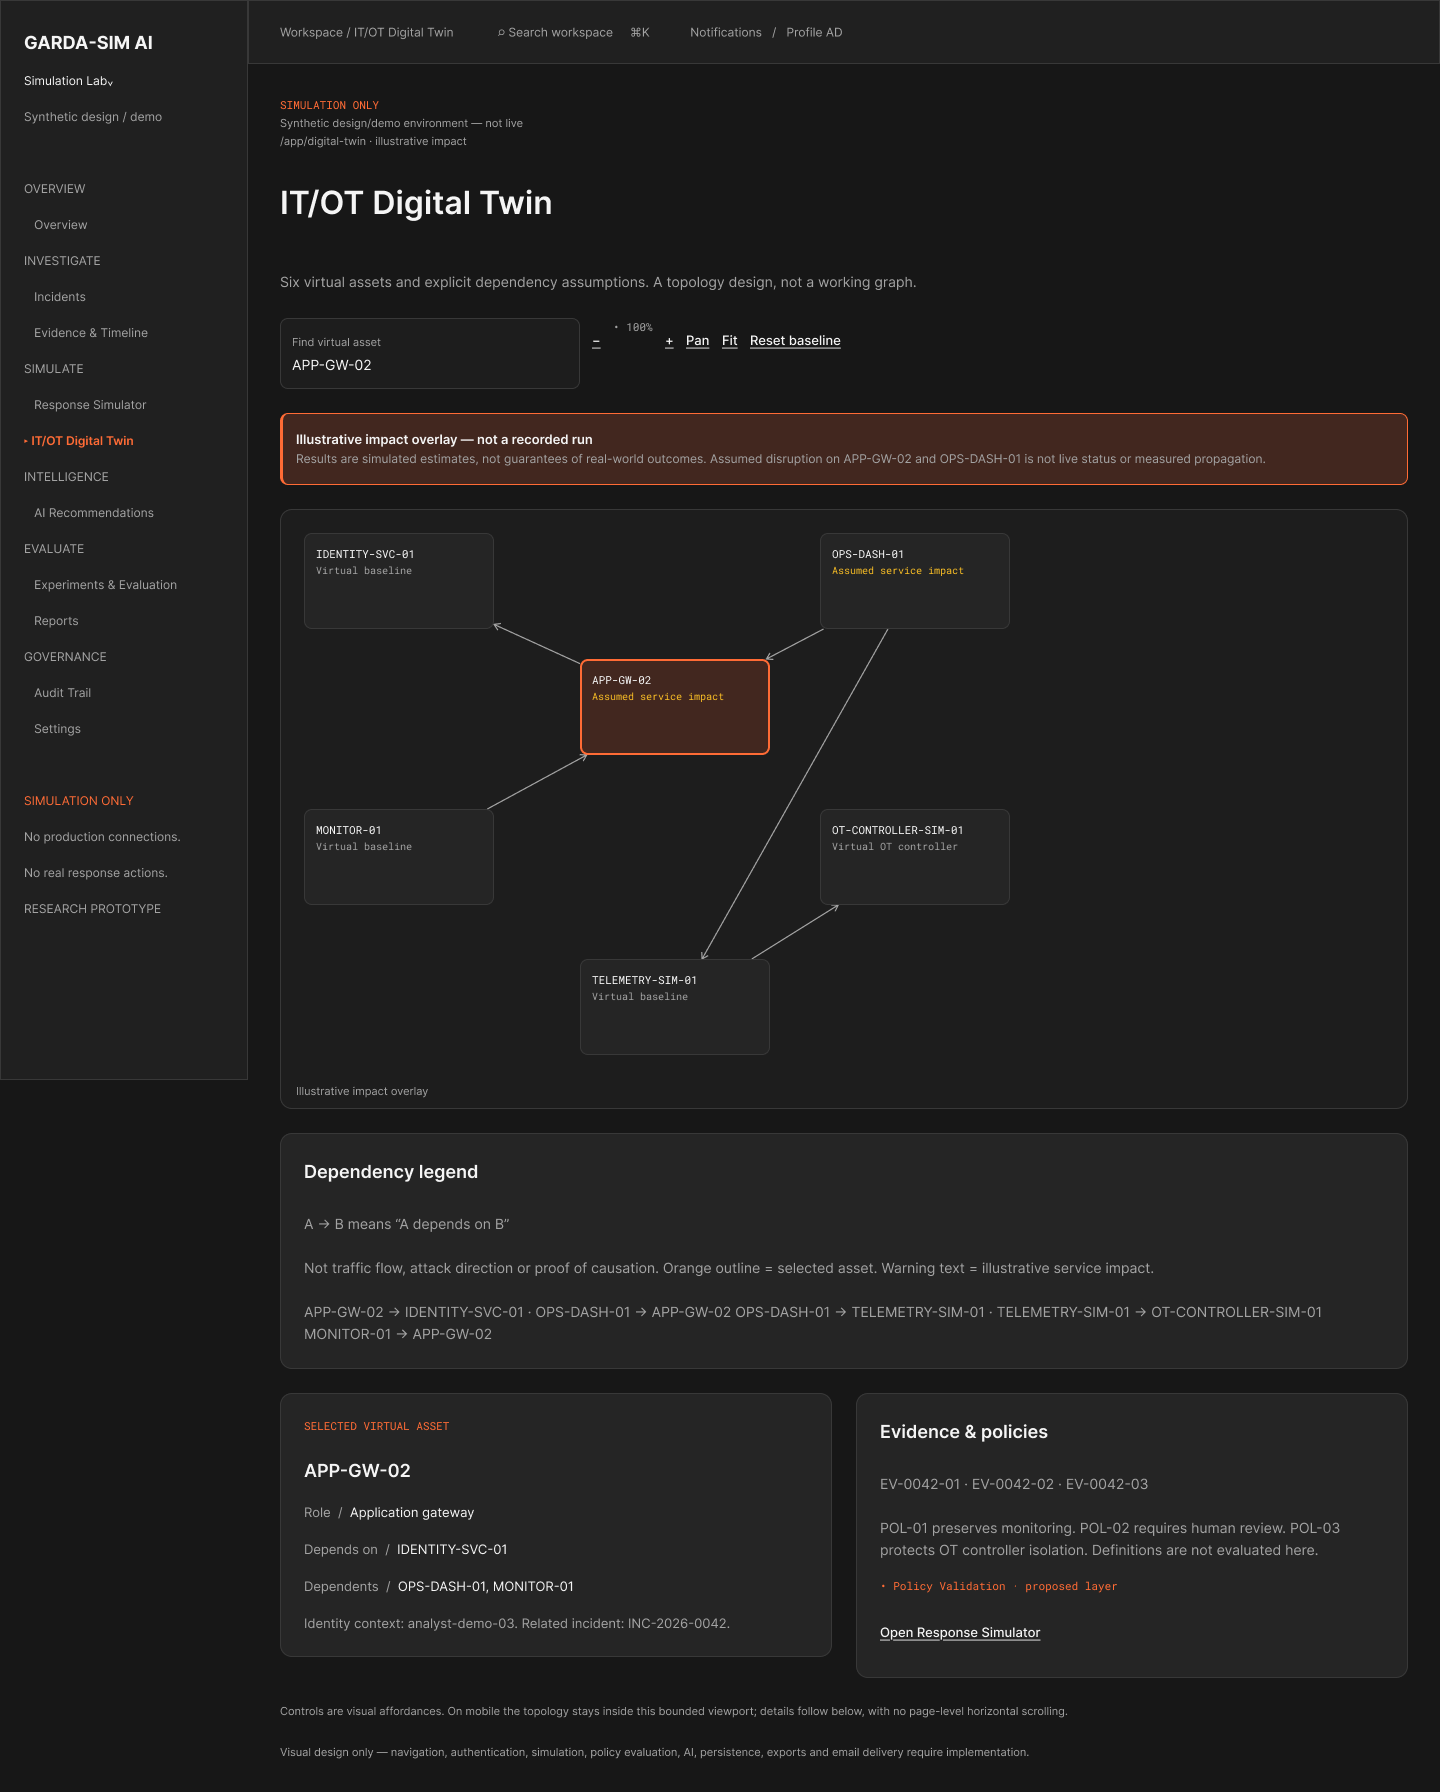 GARDA-SIM AI
Simulation Lab˅
Synthetic design / demo
OVERVIEW
Overview
INVESTIGATE
Incidents
Evidence & Timeline
SIMULATE
Response Simulator
▸ IT/OT Digital Twin
INTELLIGENCE
AI Recommendations
EVALUATE
Experiments & Evaluation
Reports
GOVERNANCE
Audit Trail
Settings
SIMULATION ONLY
No production connections.
No real response actions.
RESEARCH PROTOTYPE
Workspace / IT/OT Digital Twin
⌕ Search workspace ⌘K
Notifications / Profile AD
SIMULATION ONLY
Synthetic design/demo environment — not live
/app/digital-twin · illustrative impact
IT/OT Digital Twin
Six virtual assets and explicit dependency assumptions. A topology design, not a working graph.
Find virtual asset
APP-GW-02
− • 100% + Pan Fit Reset baseline
Illustrative impact overlay — not a recorded run
Results are simulated estimates, not guarantees of real-world outcomes. Assumed disruption on APP-GW-02 and OPS-DASH-01 is not live status or measured propagation.
IDENTITY-SVC-01
Virtual baseline
OPS-DASH-01
Assumed service impact
APP-GW-02
Assumed service impact
MONITOR-01
Virtual baseline
OT-CONTROLLER-SIM-01
Virtual OT controller
TELEMETRY-SIM-01
Virtual baseline
Illustrative impact overlay
Dependency legend
A → B means “A depends on B”
Not traffic flow, attack direction or proof of causation. Orange outline = selected asset. Warning text = illustrative service impact.
APP-GW-02 → IDENTITY-SVC-01 · OPS-DASH-01 → APP-GW-02 OPS-DASH-01 → TELEMETRY-SIM-01 · TELEMETRY-SIM-01 → OT-CONTROLLER-SIM-01
MONITOR-01 → APP-GW-02
SELECTED VIRTUAL ASSET
APP-GW-02
Role / Application gateway
Depends on / IDENTITY-SVC-01
Dependents / OPS-DASH-01, MONITOR-01
Identity context: analyst-demo-03. Related incident: INC-2026-0042.
Evidence & policies
EV-0042-01 · EV-0042-02 · EV-0042-03
POL-01 preserves monitoring. POL-02 requires human review. POL-03
protects OT controller isolation. Definitions are not evaluated here.
• Policy Validation · proposed layer
Open Response Simulator
Controls are visual affordances. On mobile the topology stays inside this bounded viewport; details follow below, with no page-level horizontal scrolling.
Visual design only — navigation, authentication, simulation, policy evaluation, AI, persistence, exports and email delivery require implementation.